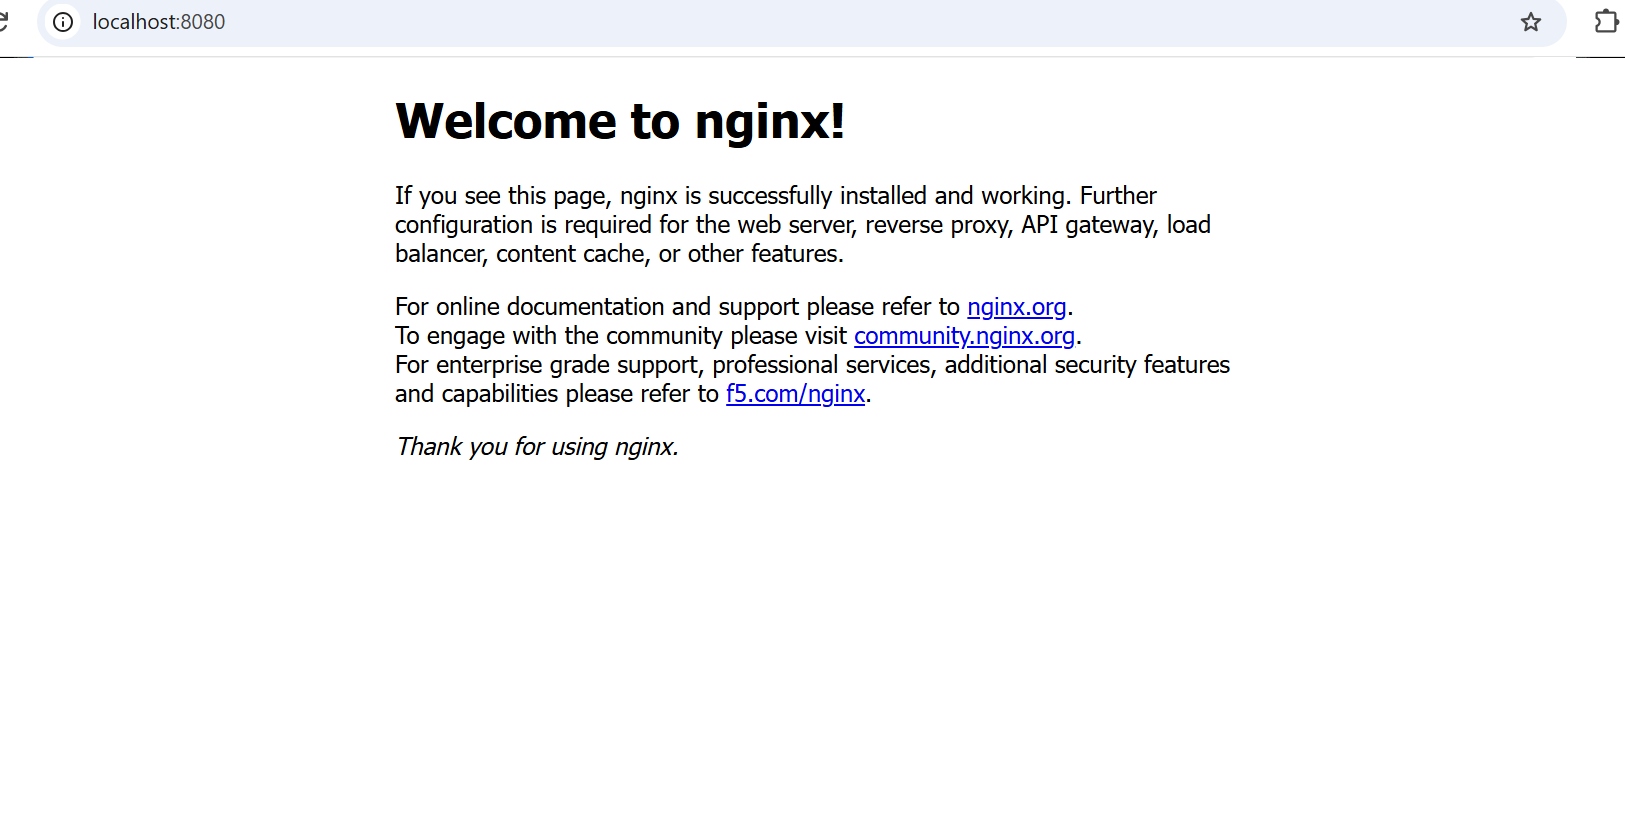 localhost:8080
Welcome to nginx!
If you see this page, nginx is successfully installed and working. Further
configuration is required for the web server, reverse proxy, API gateway, load
balancer, content cache, or other features.
For online documentation and support please refer to nginx.org.
To engage with the community please visit community.nginx.org.
For enterprise grade support, professional services, additional security features
and capabilities please refer to f5.com/nginx.
Thank you for using nginx.